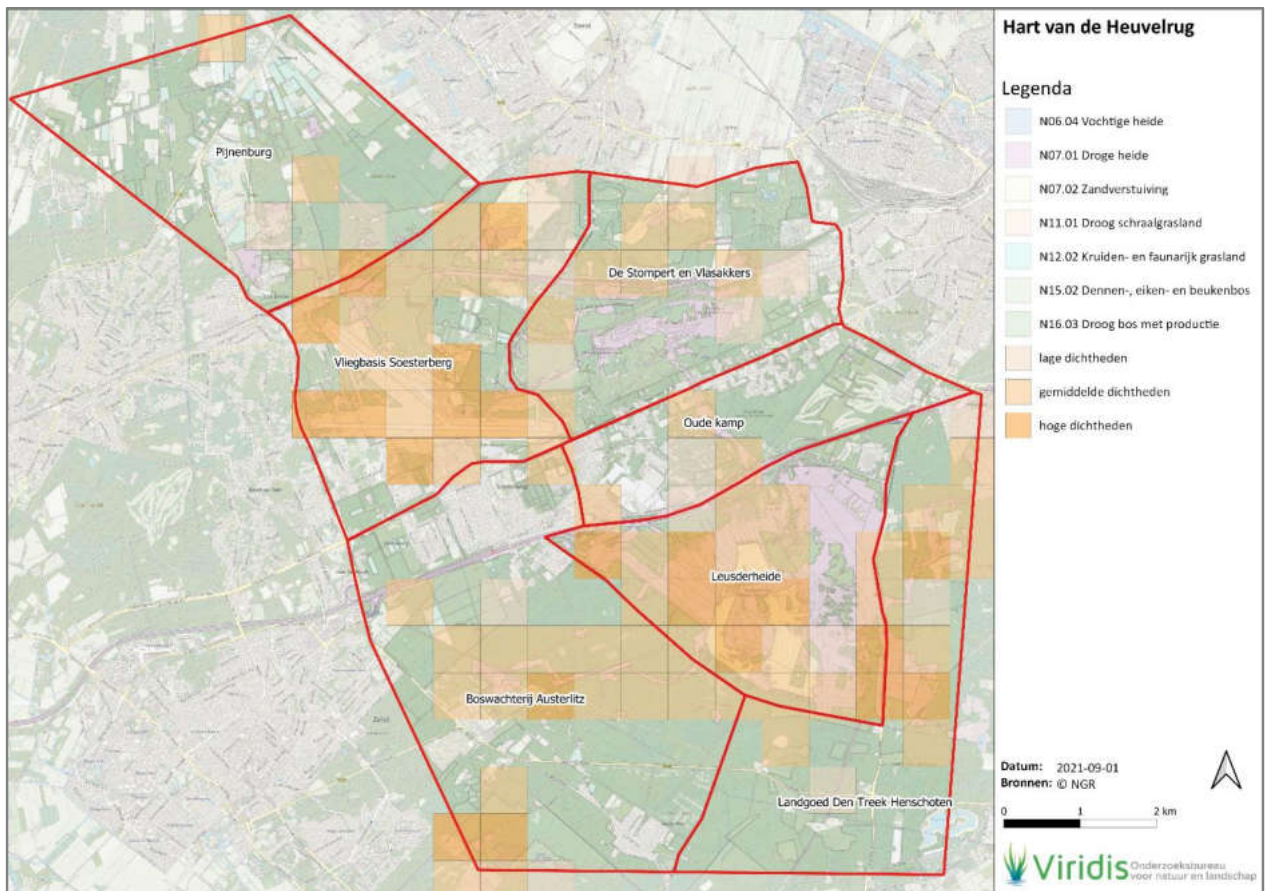 Hart van de Heuvelrug
Legenda
N06.04 Vochtige heide
N07.01 Droge heide
N07.02 Zandverstuiving
N11.01 Droog schraalgrasland
N12.02 Kruiden- en faunarijk grasland
N15.02 Dennen-, eiken- en beukenbos
N16.03 Droog bos met productie
lage dichtheden
gemiddelde dichtheden
hoge dichtheden
Pijnenburg
De Stompert en Vlasakkers
Vliegbasis Soesterberg
Oude kamp
Leusderheide
Boswachterij Austerlitz
Landgoed Den Treek Henschoten
Zeist
Datum: 2021-09-01
Bronnen: © NGR
0 1 2 km
Viridis
Onderzoeksbureau
voor natuur en landschap